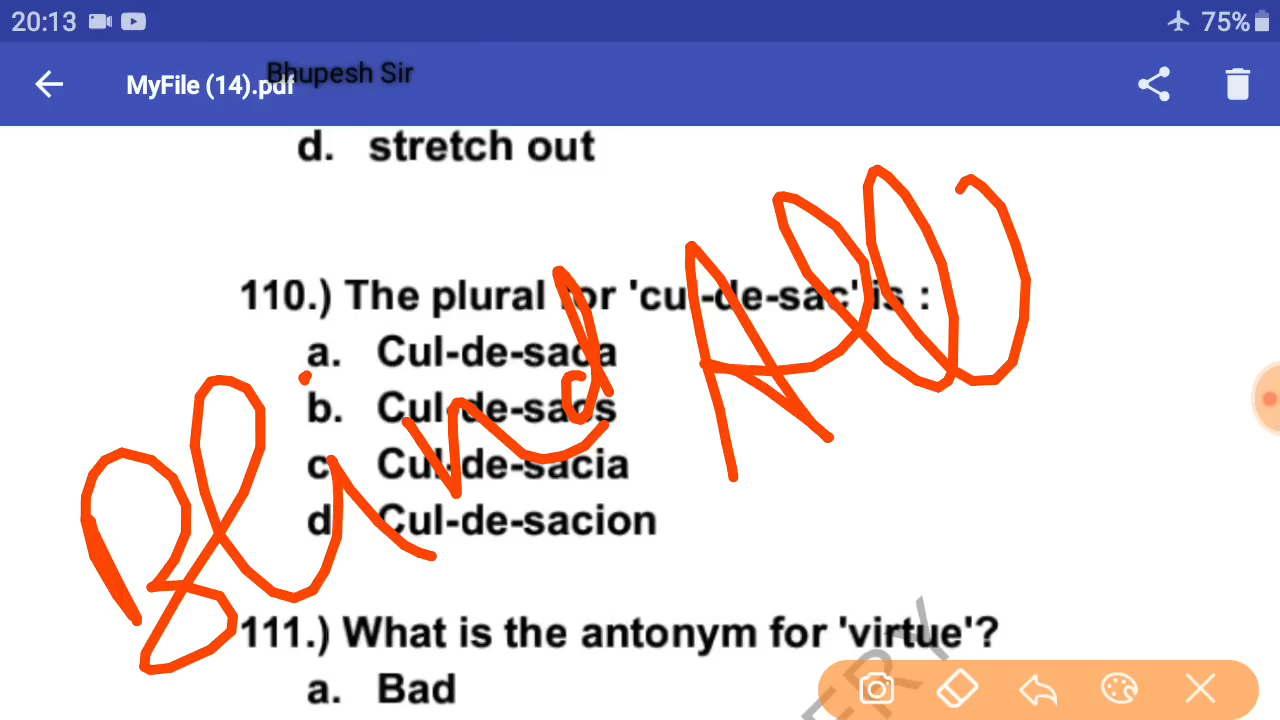 20:13
75%
MyFile (14).pdf
Bhupesh Sir
d. stretch out
110.) The plural for 'cul-de-sac' is :
a. Cul-de-saca
b. Cul-de-sacs
c. Cul-de-sacia
d. Cul-de-sacion
Blind All
111.) What is the antonym for 'virtue'?
a. Bad
ERY